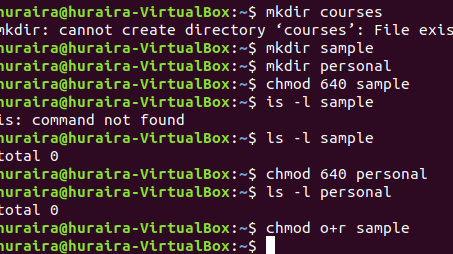 huraira@huraira-VirtualBox:~$ mkdir courses
mkdir: cannot create directory ‘courses’: File exis
huraira@huraira-VirtualBox:~$ mkdir sample
huraira@huraira-VirtualBox:~$ mkdir personal
huraira@huraira-VirtualBox:~$ chmod 640 sample
huraira@huraira-VirtualBox:~$ is -l sample
is: command not found
huraira@huraira-VirtualBox:~$ ls -l sample
total 0
huraira@huraira-VirtualBox:~$ chmod 640 personal
huraira@huraira-VirtualBox:~$ ls -l personal
total 0
huraira@huraira-VirtualBox:~$ chmod o+r sample
huraira@huraira-VirtualBox:~$